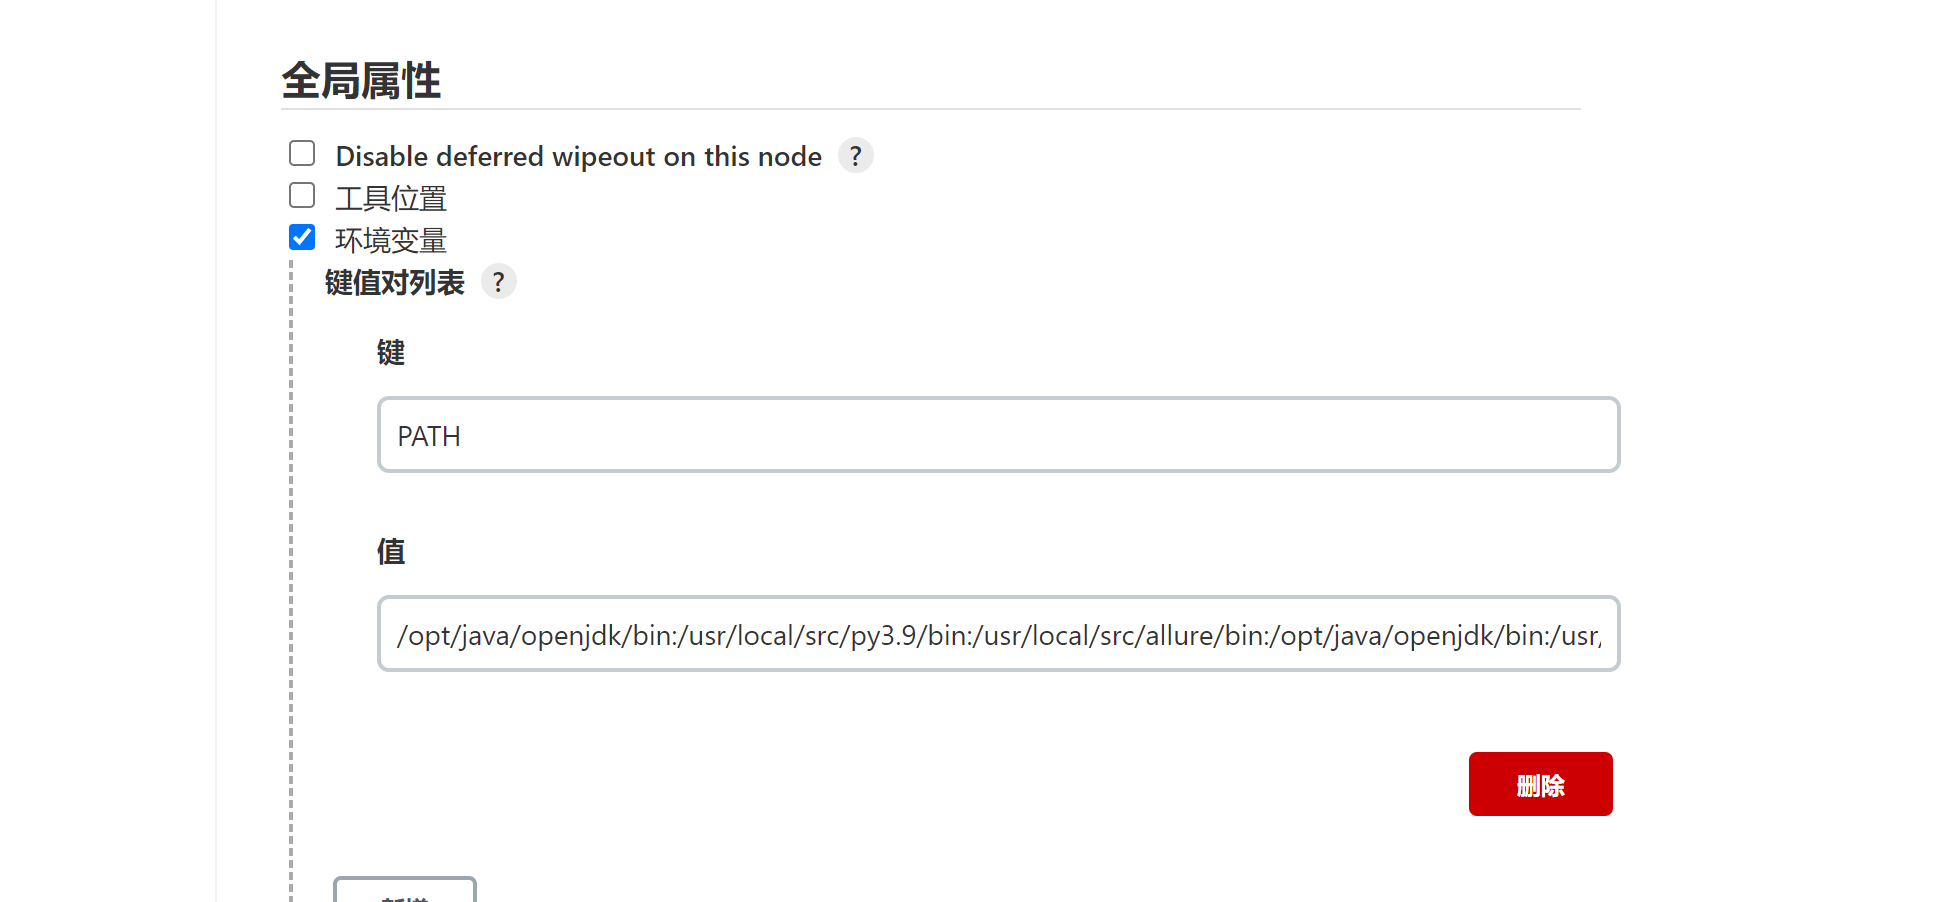 全局属性
Disable deferred wipeout on this node ?
工具位置
环境变量
键值对列表 ?
键
PATH
值
/opt/java/openjdk/bin:/usr/local/src/py3.9/bin:/usr/local/src/allure/bin:/opt/java/openjdk/bin:/usr/
删除